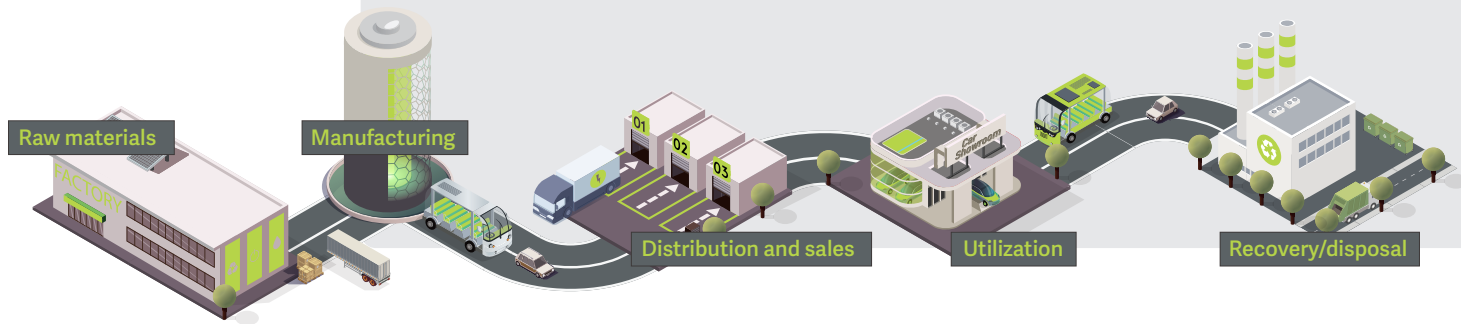 Raw materials
Manufacturing
FACTORY
01
02
03
Car
Showroom
Distribution and sales
Utilization
Recovery/disposal